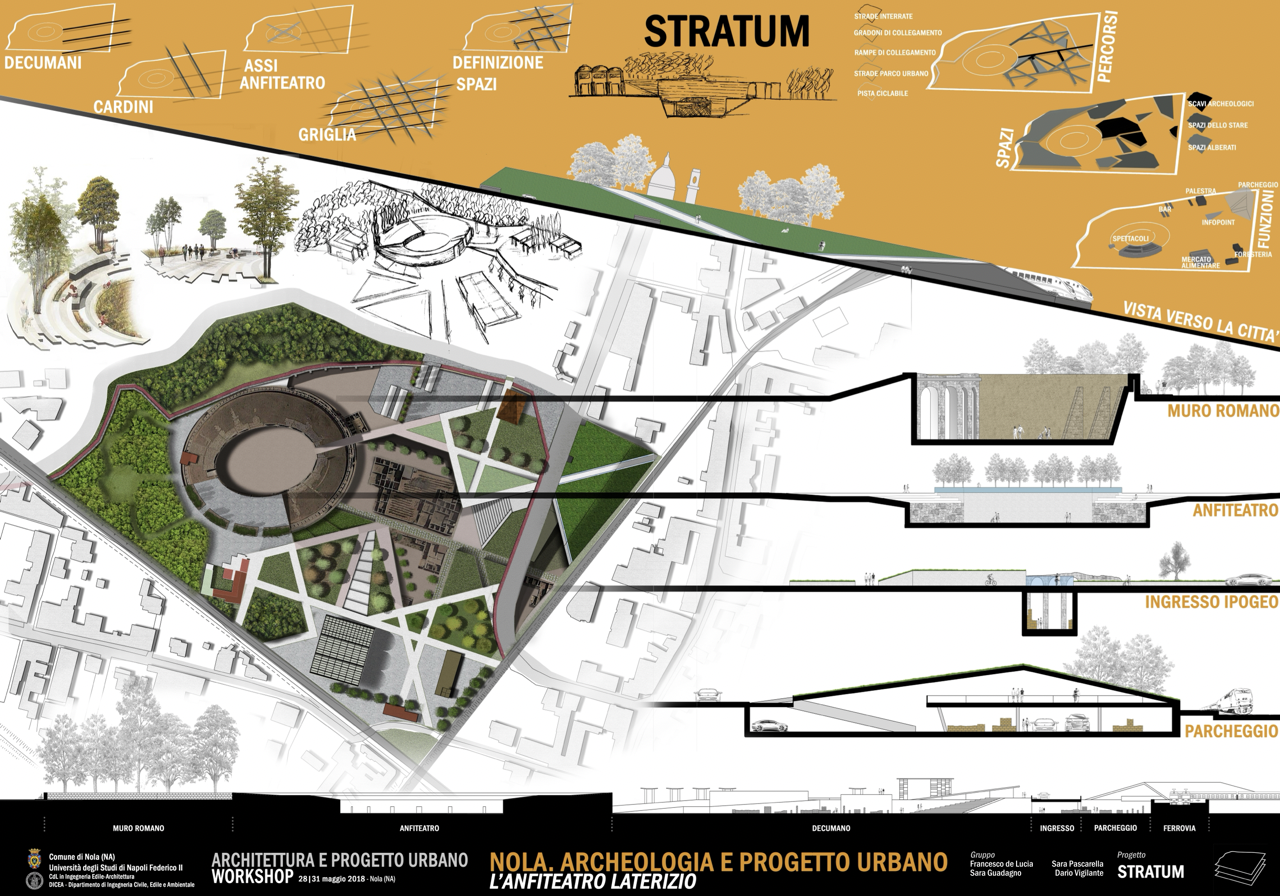 DECUMANI
CARDINI
ASSI
ANFITEATRO
GRIGLIA
DEFINIZIONE
SPAZI
STRATUM
STRADE INTERRATE
GRADONI DI COLLEGAMENTO
RAMPE DI COLLEGAMENTO
STRADE PARCO URBANO
PISTA CICLABILE
PERCORSI
SPAZI
SCAVI ARCHEOLOGICI
SPAZI DELLO STARE
SPAZI ALBERATI
PARCHEGGIO
PALESTRA
BAR
INFOPOINT
SPETTACOLI
FORESTERIA
MERCATO
ALIMENTARE
FUNZIONI
VISTA VERSO LA CITTA'
MURO ROMANO
ANFITEATRO
INGRESSO IPOGEO
PARCHEGGIO
MURO ROMANO
ANFITEATRO
DECUMANO
INGRESSO
PARCHEGGIO
FERROVIA
Comune di Nola (NA)
Università degli Studi di Napoli Federico II
CdL in Ingegneria Edile-Architettura
DICEA - Dipartimento di Ingegneria Civile, Edile e Ambientale
ARCHITETTURA E PROGETTO URBANO
WORKSHOP 28|31 maggio 2018 - Nola (NA)
NOLA. ARCHEOLOGIA E PROGETTO URBANO
L'ANFITEATRO LATERIZIO
Gruppo
Francesco de Lucia
Sara Guadagno
Sara Pascarella
Dario Vigilante
Progetto
STRATUM